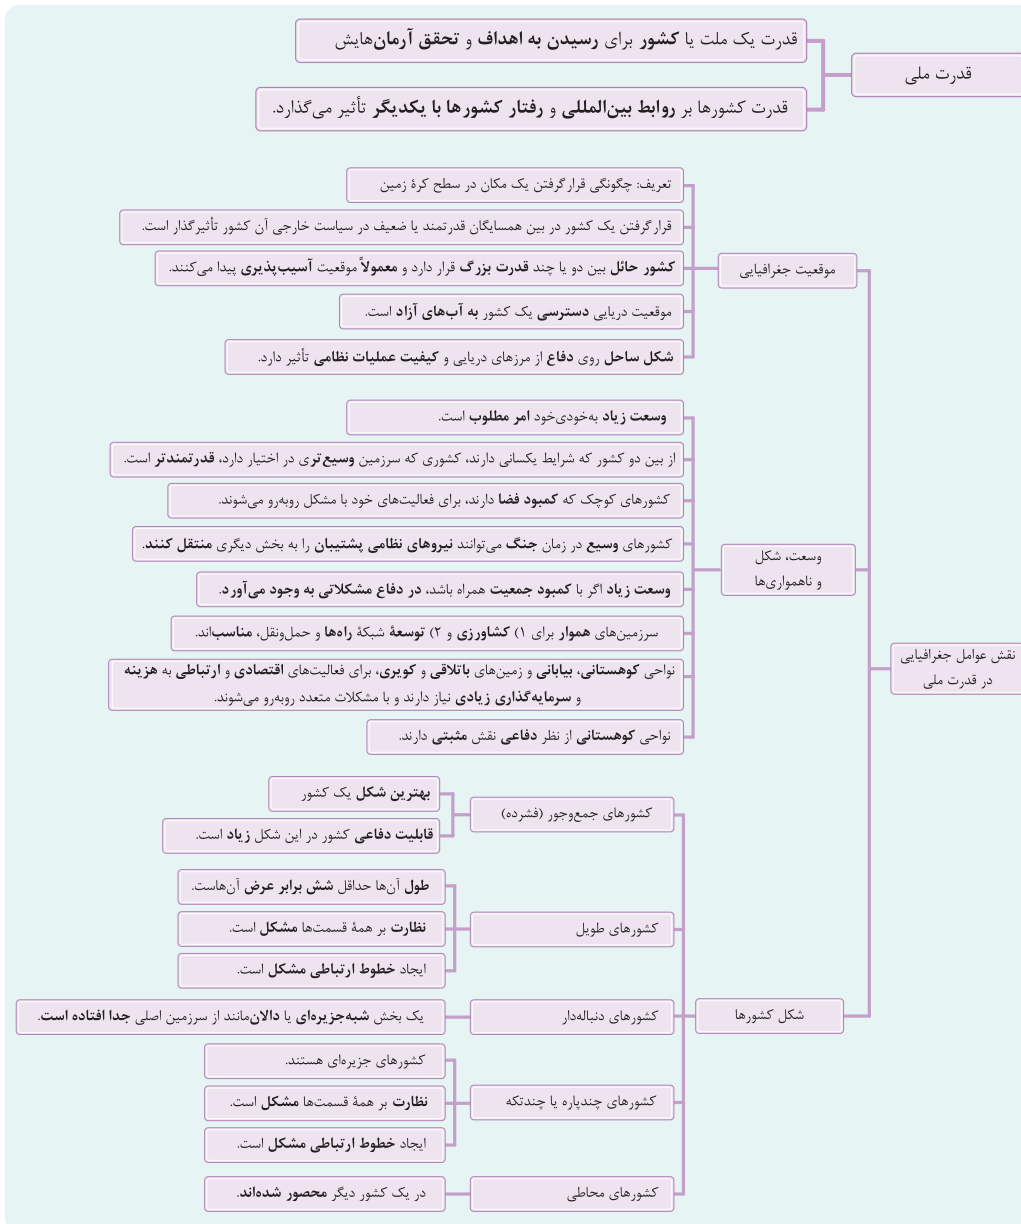 قدرت ملی
قدرت یک ملت یا کشور برای رسیدن به اهداف و تحقق آرمان‌هایش
قدرت کشورها بر روابط بین‌المللی و رفتار کشورها با یکدیگر تأثیر می‌گذارد.
نقش عوامل جغرافیایی
در قدرت ملی
موقعیت جغرافیایی
تعریف: چگونگی قرارگرفتن یک مکان در سطح کرهٔ زمین
قرارگرفتن یک کشور در بین همسایگان قدرتمند یا ضعیف در سیاست خارجی آن کشور تأثیرگذار است.
کشور حائل بین دو یا چند قدرت بزرگ قرار دارد و معمولاً موقعیت آسیب‌پذیری پیدا می‌کنند.
موقعیت دریایی دسترسی یک کشور به آب‌های آزاد است.
شکل ساحل روی دفاع از مرزهای دریایی و کیفیت عملیات نظامی تأثیر دارد.
وسعت، شکل
و ناهمواری‌ها
وسعت زیاد به‌خودی‌خود امر مطلوب است.
از بین دو کشور که شرایط یکسانی دارند، کشوری که سرزمین وسیع‌تری در اختیار دارد، قدرتمندتر است.
کشورهای کوچک که کمبود فضا دارند، برای فعالیت‌های خود با مشکل روبه‌رو می‌شوند.
کشورهای وسیع در زمان جنگ می‌توانند نیروهای نظامی پشتیبان را به بخش دیگری منتقل کنند.
وسعت زیاد اگر با کمبود جمعیت همراه باشد، در دفاع مشکلاتی به وجود می‌آورد.
سرزمین‌های هموار برای ۱) کشاورزی و ۲) توسعهٔ شبکهٔ راه‌ها و حمل‌ونقل، مناسب‌اند.
نواحی کوهستانی، بیابانی و زمین‌های باتلاقی و کویری، برای فعالیت‌های اقتصادی و ارتباطی به هزینه
و سرمایه‌گذاری زیادی نیاز دارند و با مشکلات متعدد روبه‌رو می‌شوند.
نواحی کوهستانی از نظر دفاعی نقش مثبتی دارند.
شکل کشورها
کشورهای جمع‌وجور (فشرده)
بهترین شکل یک کشور
قابلیت دفاعی کشور در این شکل زیاد است.
کشورهای طویل
طول آن‌ها حداقل شش برابر عرض آن‌هاست.
نظارت بر همهٔ قسمت‌ها مشکل است.
ایجاد خطوط ارتباطی مشکل است.
کشورهای دنباله‌دار
یک بخش شبه‌جزیره‌ای یا دالان‌مانند از سرزمین اصلی جدا افتاده است.
کشورهای چندپاره یا چندتکه
کشورهای جزیره‌ای هستند.
نظارت بر همهٔ قسمت‌ها مشکل است.
ایجاد خطوط ارتباطی مشکل است.
کشورهای محاطی
در یک کشور دیگر محصور شده‌اند.